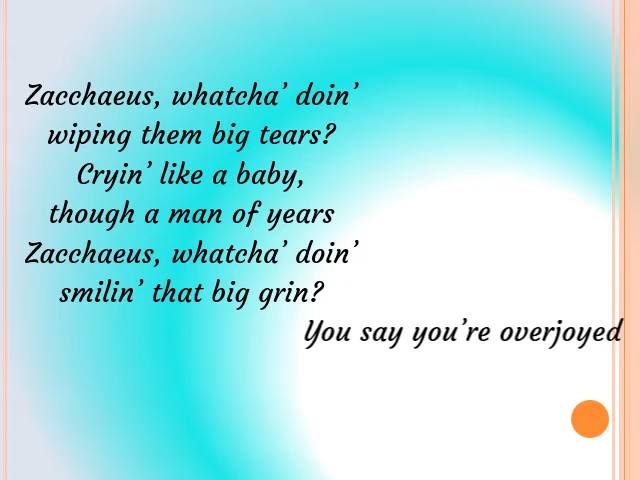 Zacchaeus, whatcha’ doin’
wiping them big tears?
Cryin’ like a baby,
though a man of years
Zacchaeus, whatcha’ doin’
smilin’ that big grin?
You say you’re overjoyed